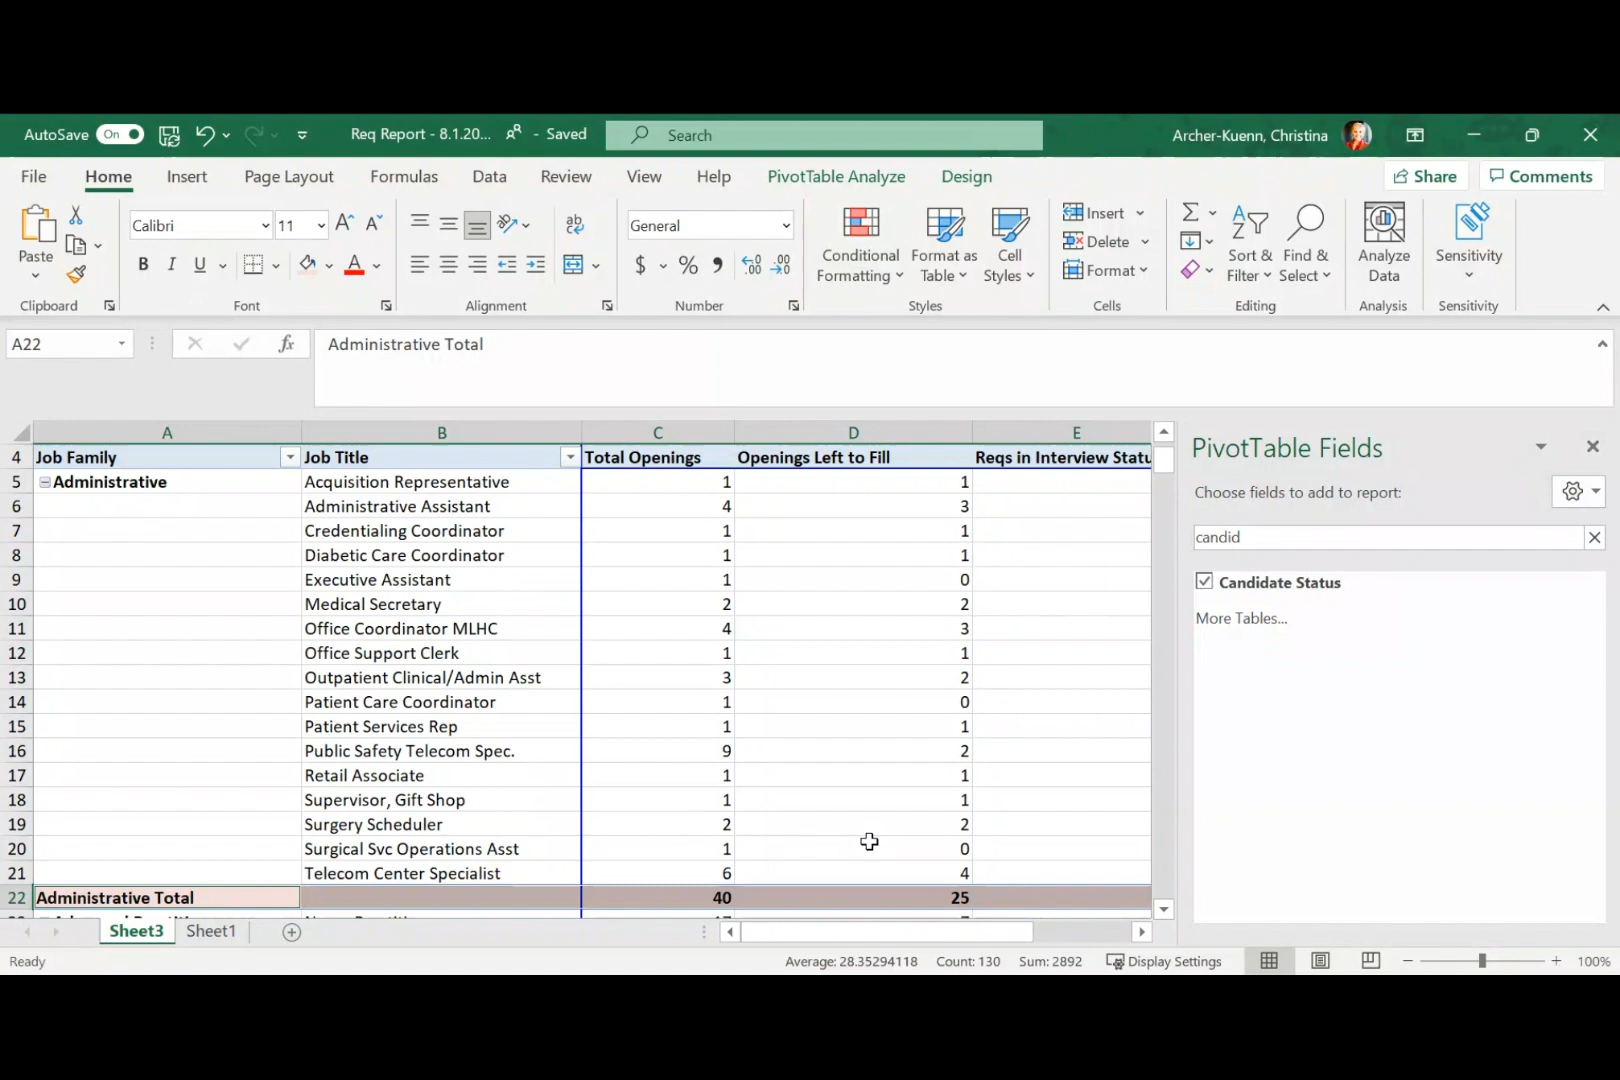 AutoSave On Req Report - 8.1.20... - Saved Search Archer-Kuenn, Christina
File Home Insert Page Layout Formulas Data Review View Help PivotTable Analyze Design Share Comments
Paste
Clipboard
Calibri 11
B I U A
Font
Alignment
General
$ % ,
Number
Conditional Formatting
Format as Table
Cell Styles
Styles
Insert
Delete
Format
Cells
Sort & Filter
Find & Select
Editing
Analyze Data
Analysis
Sensitivity
Sensitivity
A22 fx Administrative Total
A B C D E
4 Job Family Job Title Total Openings Openings Left to Fill Reqs in Interview Statu
5 Administrative Acquisition Representative 1 1
6 Administrative Assistant 4 3
7 Credentialing Coordinator 1 1
8 Diabetic Care Coordinator 1 1
9 Executive Assistant 1 0
10 Medical Secretary 2 2
11 Office Coordinator MLHC 4 3
12 Office Support Clerk 1 1
13 Outpatient Clinical/Admin Asst 3 2
14 Patient Care Coordinator 1 0
15 Patient Services Rep 1 1
16 Public Safety Telecom Spec. 9 2
17 Retail Associate 1 1
18 Supervisor, Gift Shop 1 1
19 Surgery Scheduler 2 2
20 Surgical Svc Operations Asst 1 0
21 Telecom Center Specialist 6 4
22 Administrative Total 40 25
PivotTable Fields
Choose fields to add to report:
candid
Candidate Status
More Tables...
Sheet3 Sheet1
Ready Average: 28.35294118 Count: 130 Sum: 2892 Display Settings 100%